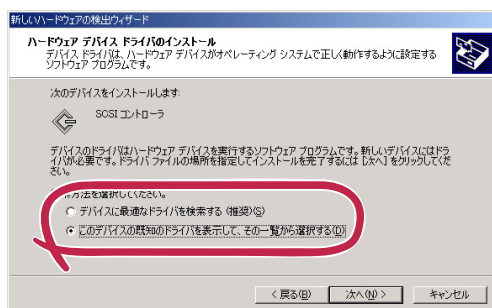 新しいハードウェアの検出ウィザード
ハードウェア デバイス ドライバのインストール
デバイス ドライバは、ハードウェア デバイスがオペレーティング システムで正しく動作するように設定する
ソフトウェア プログラムです。
次のデバイスをインストールします:
SCSI コントローラ
デバイスのドライバはハードウェア デバイスを実行するソフトウェア プログラムです。新しいデバイスにはドラ
イバが必要です。ドライバ ファイルの場所を指定してインストールを完了するには [次へ] をクリックしてくだ
さい。
方法を選択してください。
デバイスに最適なドライバを検索する (推奨)(S)
このデバイスの既知のドライバを表示して、その一覧から選択する(D)
< 戻る(B)
次へ(N) >
キャンセル